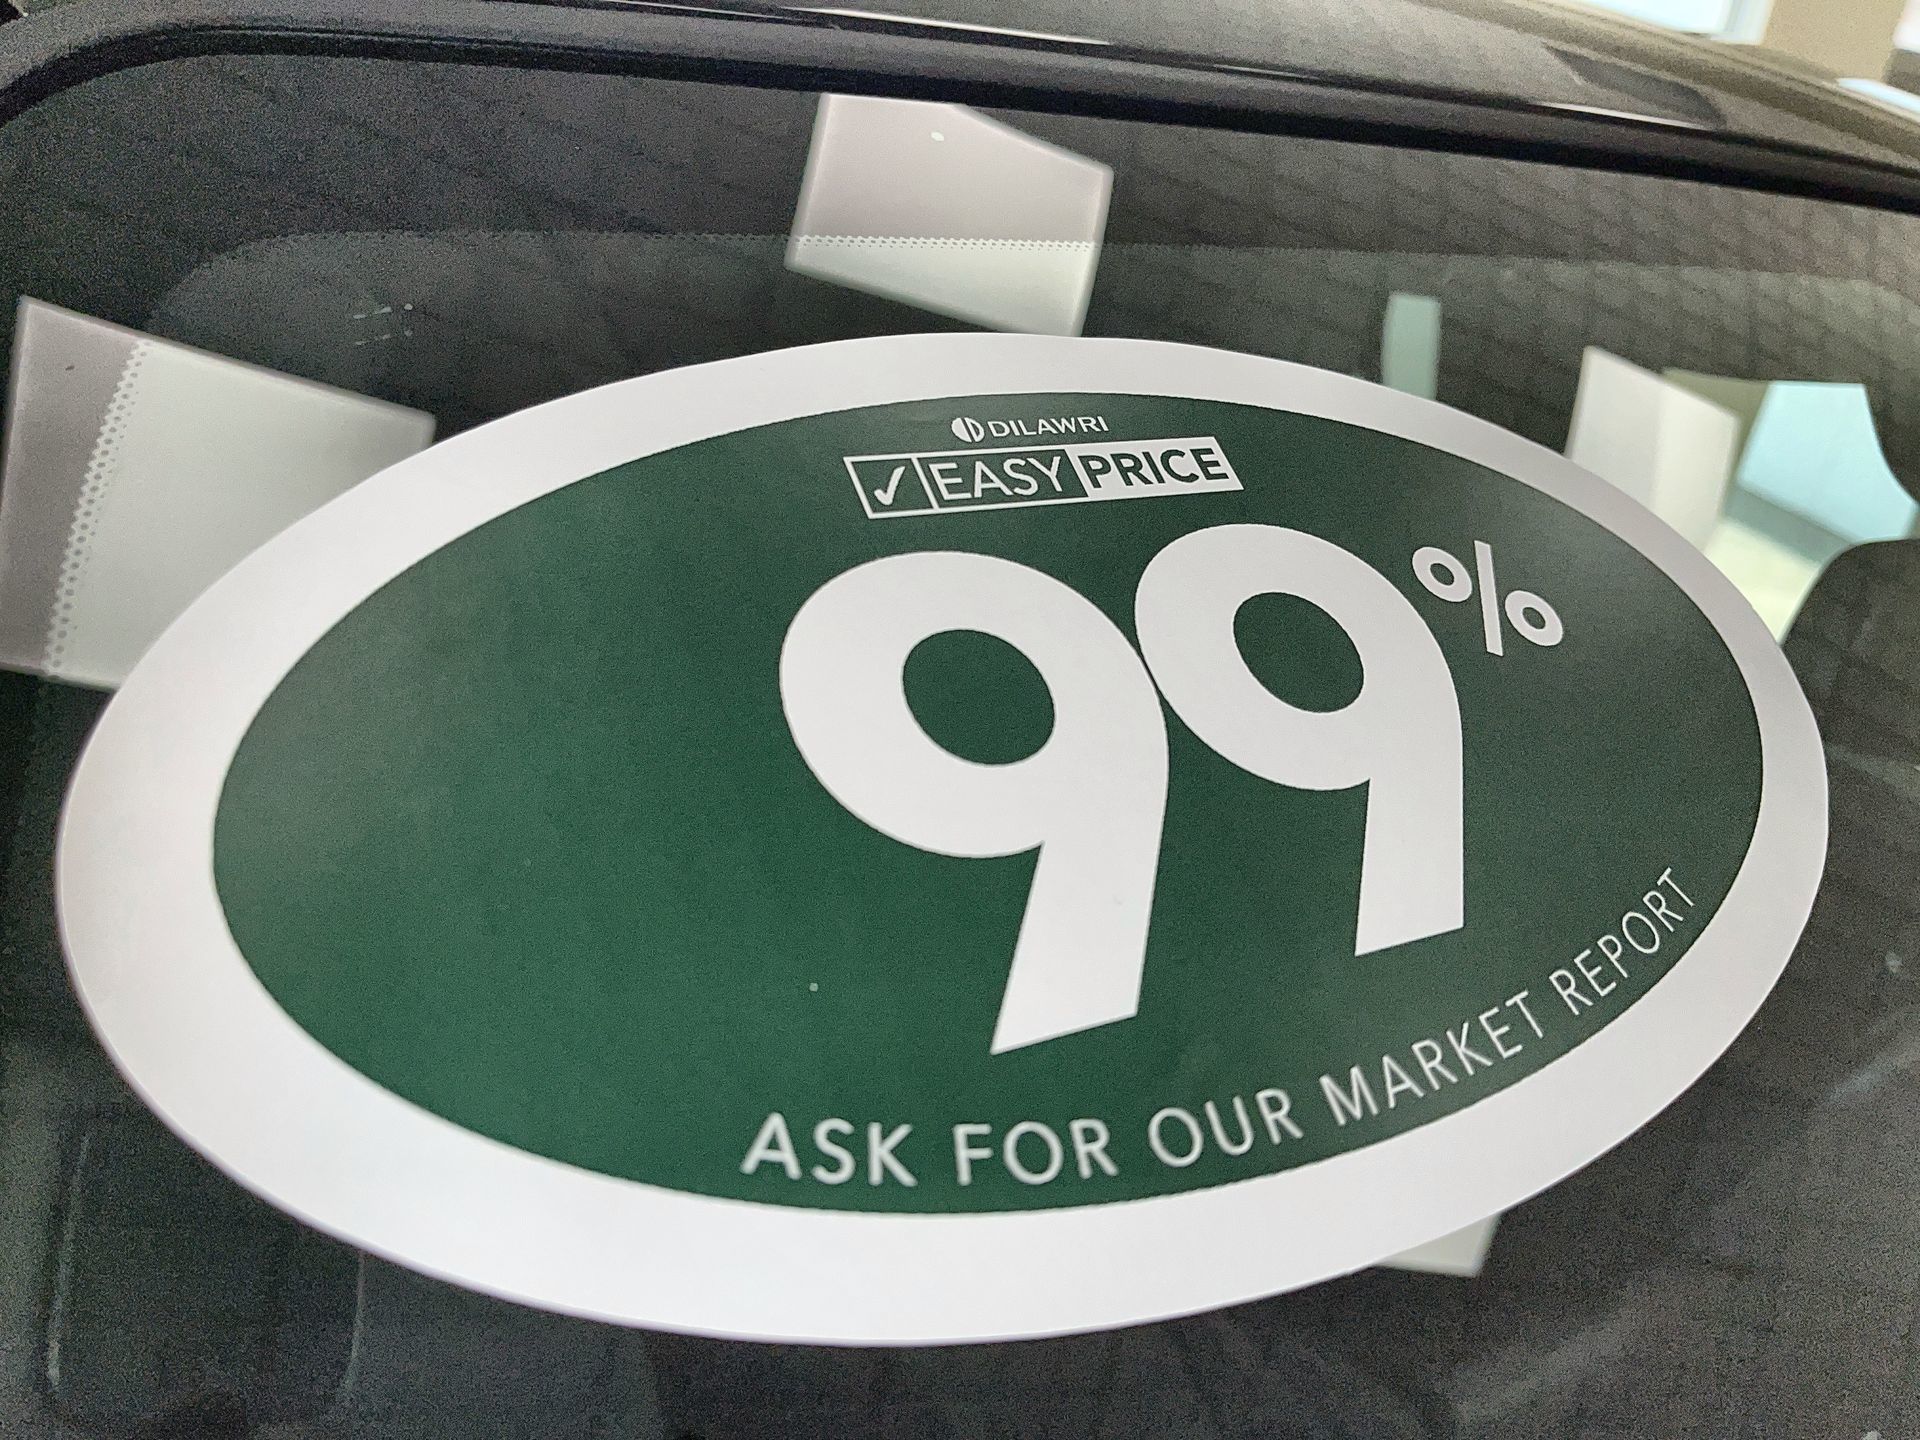 DILAWRI
✓ EASY PRICE
99%
ASK FOR OUR MARKET REPORT